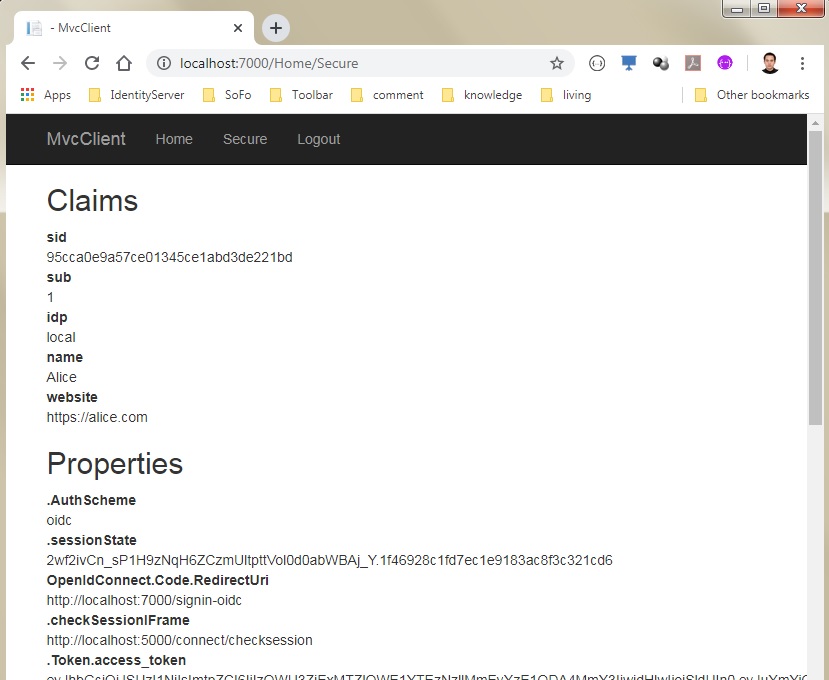 - MvcClient
localhost:7000/Home/Secure
Apps IdentityServer SoFo Toolbar comment knowledge living Other bookmarks
MvcClient Home Secure Logout
Claims
sid
95cca0e9a57ce01345ce1abd3de221bd
sub
1
idp
local
name
Alice
website
https://alice.com
Properties
.AuthScheme
oidc
.sessionState
2wf2ivCn_sP1H9zNqH6ZCzmUltpttVol0d0abWBAj_Y.1f46928c1fd7ec1e9183ac8f3c321cd6
OpenIdConnect.Code.RedirectUri
http://localhost:7000/signin-oidc
.checkSessionIFrame
http://localhost:5000/connect/checksession
.Token.access_token